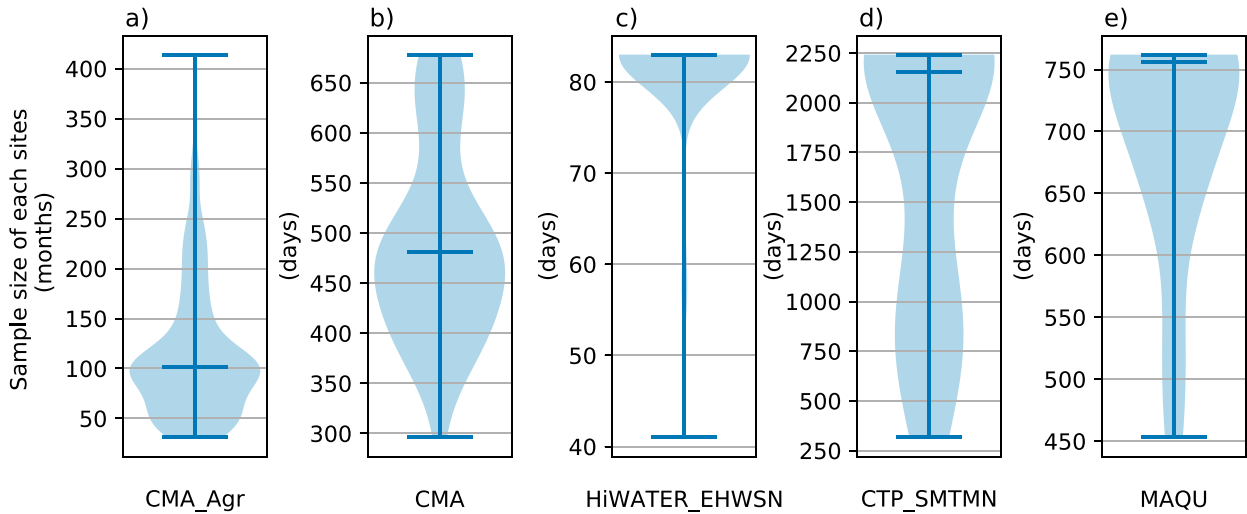 a)
b)
c)
d)
e)
Sample size of each sites
(months)
400
350
300
250
200
150
100
50
CMA_Agr
(days)
650
600
550
500
450
400
350
300
CMA
(days)
80
70
60
50
40
HiWATER_EHWSN
(days)
2250
2000
1750
1500
1250
1000
750
500
250
CTP_SMTMN
(days)
750
700
650
600
550
500
450
MAQU